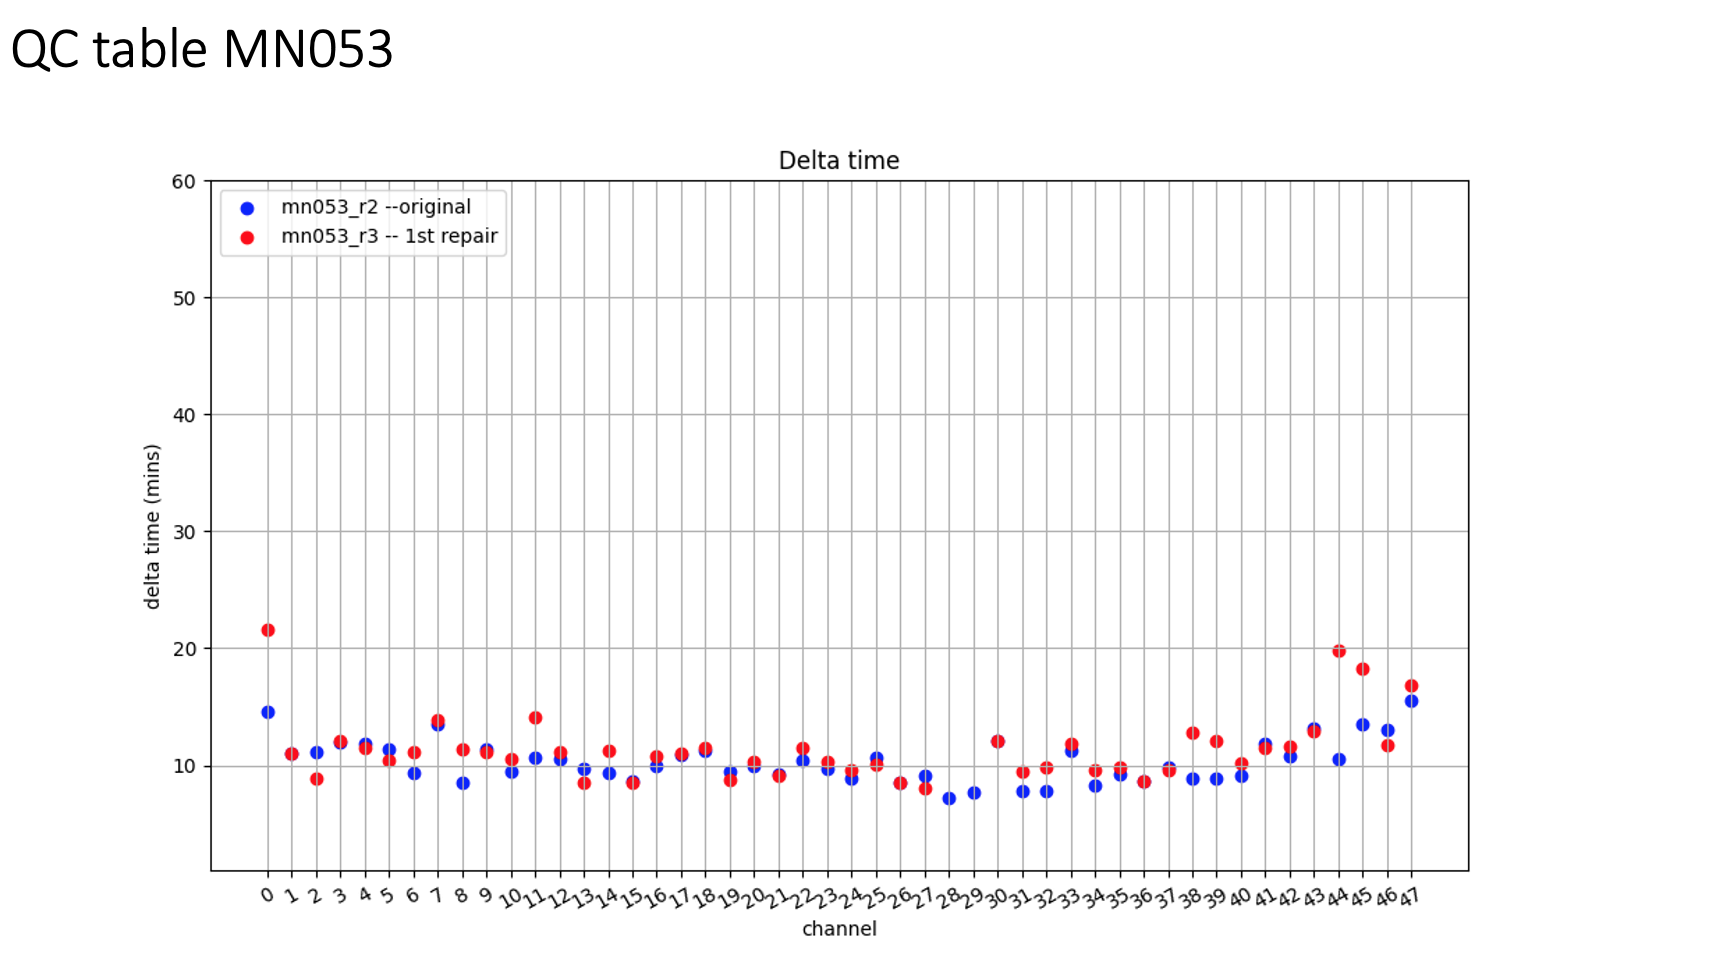 QC table MN053
Delta time
mn053_r2 --original
mn053_r3 -- 1st repair
60
50
40
30
20
10
delta time (mins)
0 1 2 3 4 5 6 7 8 9 10 11 12 13 14 15 16 17 18 19 20 21 22 23 24 25 26 27 28 29 30 31 32 33 34 35 36 37 38 39 40 41 42 43 44 45 46 47
channel